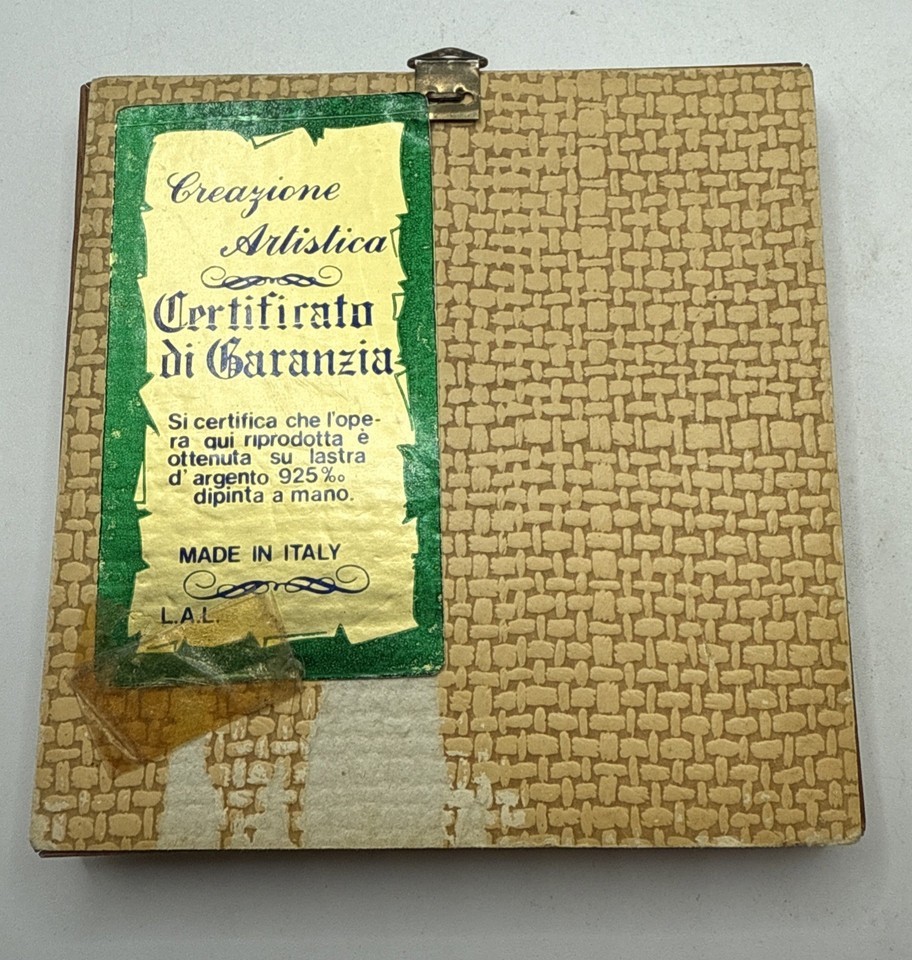 Creazione
Artistica
Certificato
di Garanzia
Si certifica che l'ope-
ra qui riprodotta è
ottenuta su lastra
d'argento 925‰
dipinta a mano.
MADE IN ITALY
L.A.L.